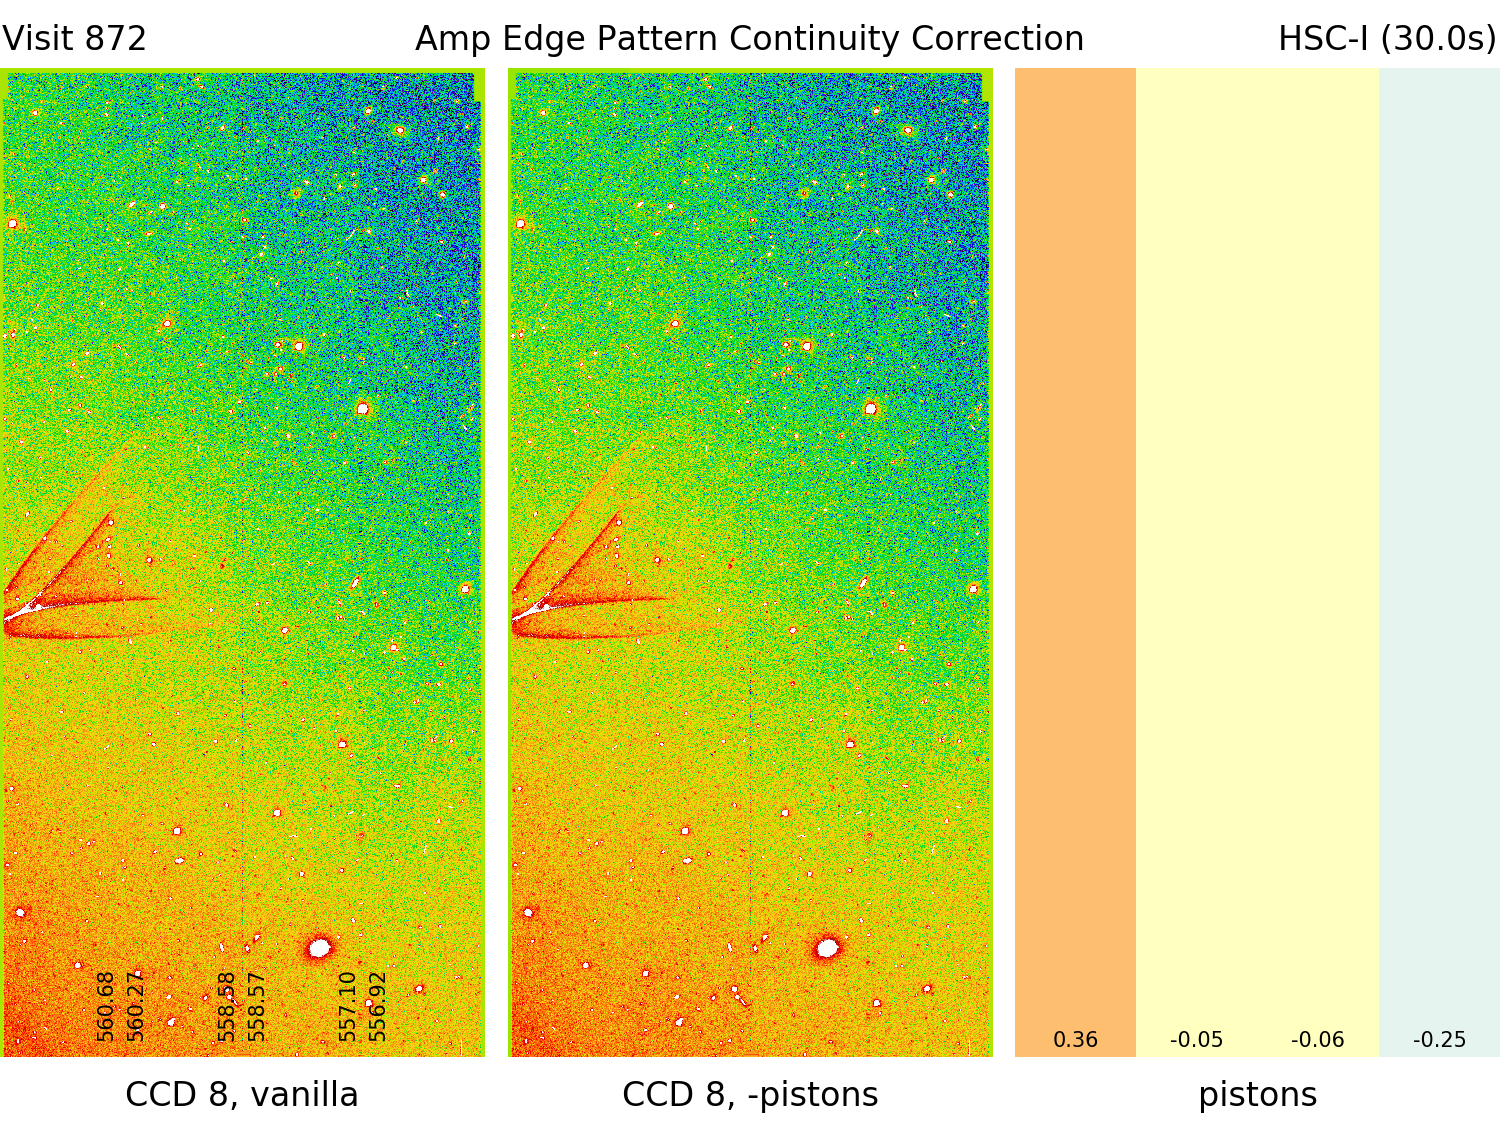 Visit 872
Amp Edge Pattern Continuity Correction
HSC-I (30.0s)
560.68
560.27
558.58
558.57
557.10
556.92
0.36
-0.05
-0.06
-0.25
CCD 8, vanilla
CCD 8, -pistons
pistons